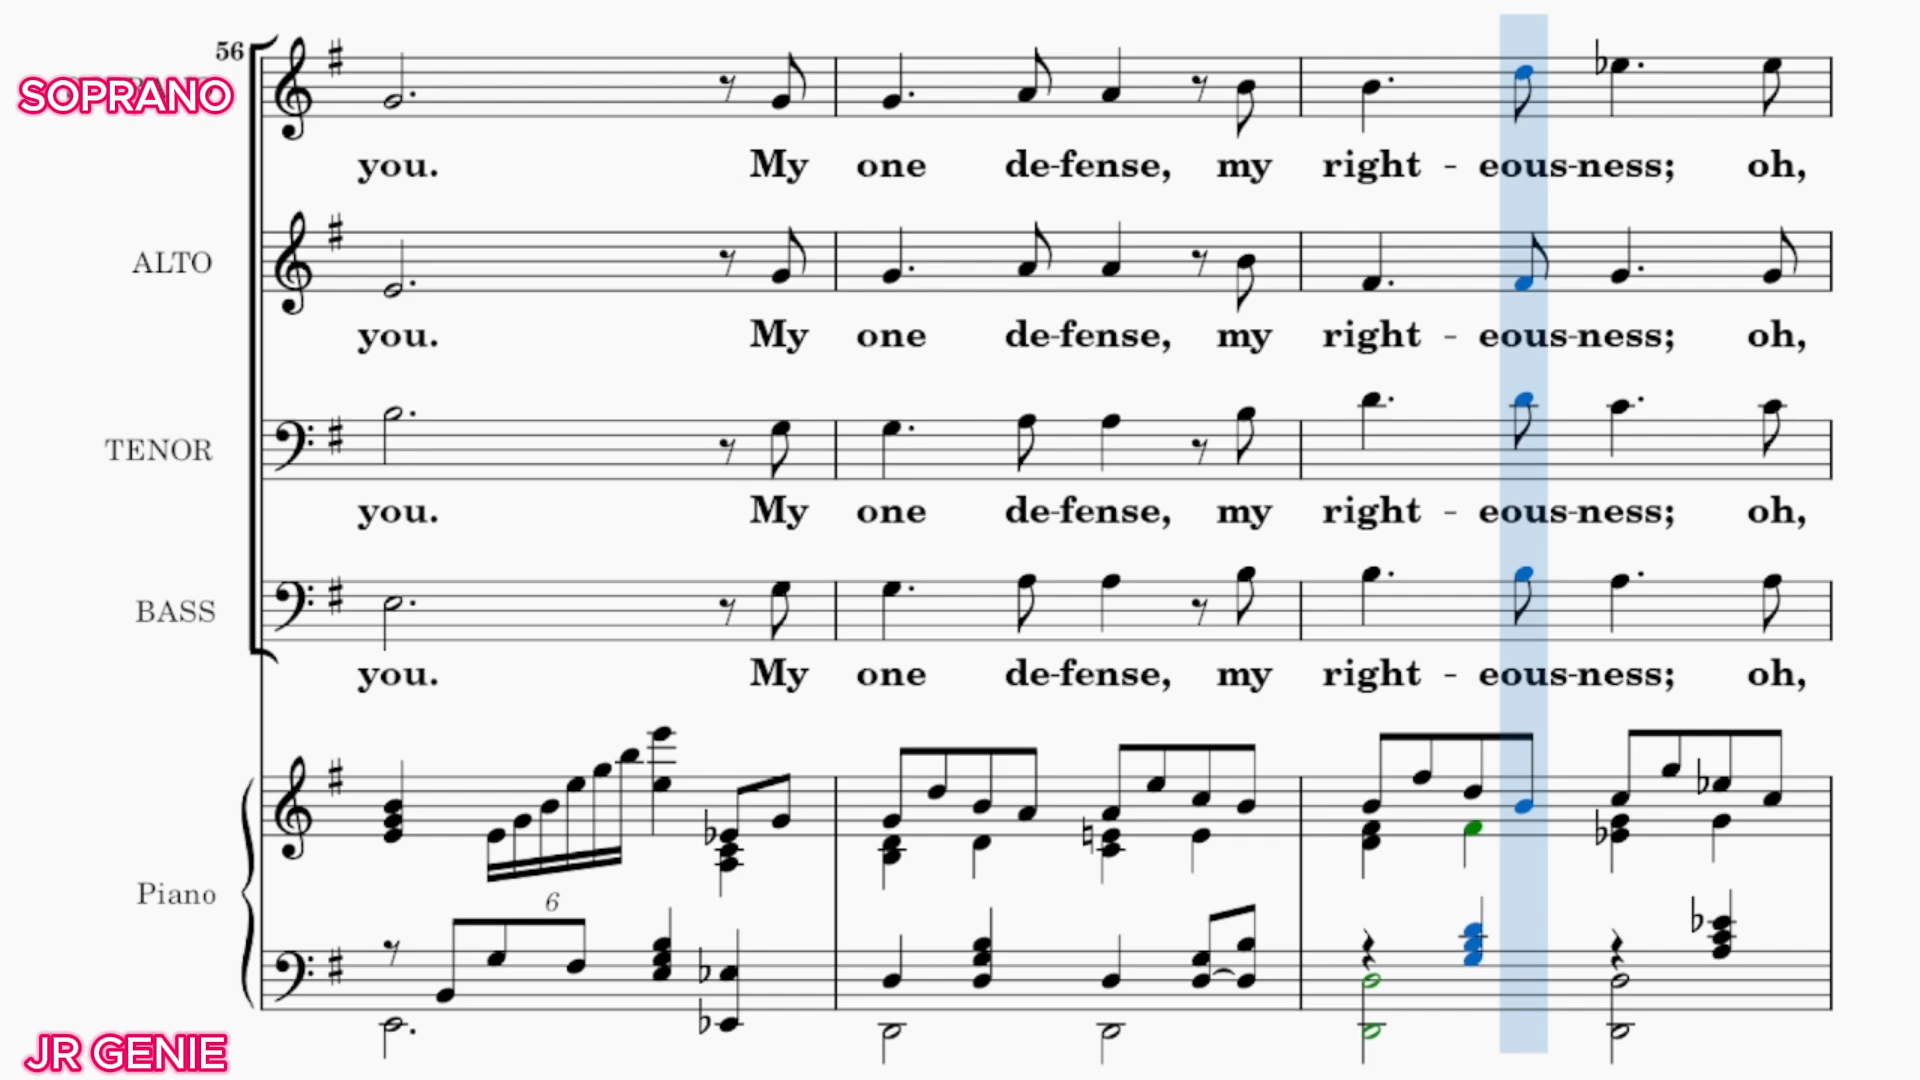 56
SOPRANO
you. My one de-fense, my right - eous-ness; oh,
ALTO
you. My one de-fense, my right - eous-ness; oh,
TENOR
you. My one de-fense, my right - eous-ness; oh,
BASS
you. My one de-fense, my right - eous-ness; oh,
Piano
6
JR GENIE